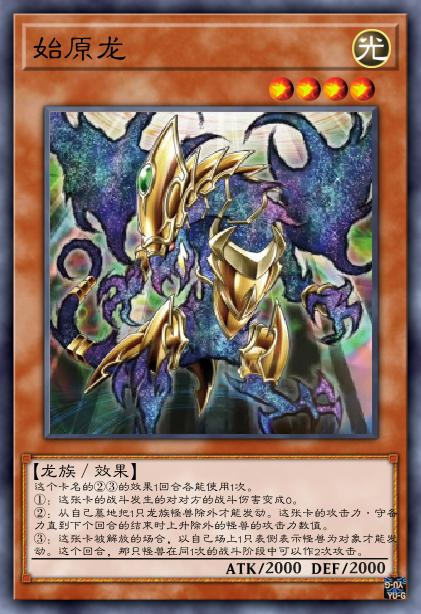 始原龙
光
【龙族／效果】
这个卡名的②③的效果1回合各能使用1次。
①：这张卡的战斗发生的对对方的战斗伤害变成0。
②：从自己墓地把1只龙族怪兽除外才能发动。这张卡的攻击力·守备
力直到下个回合的结束时上升除外的怪兽的攻击力数值。
③：这张卡被解放的场合，以自己场上1只表侧表示怪兽为对象才能发
动。这个回合，那只怪兽在同1次的战斗阶段中可以作2次攻击。
ATK/2000 DEF/2000